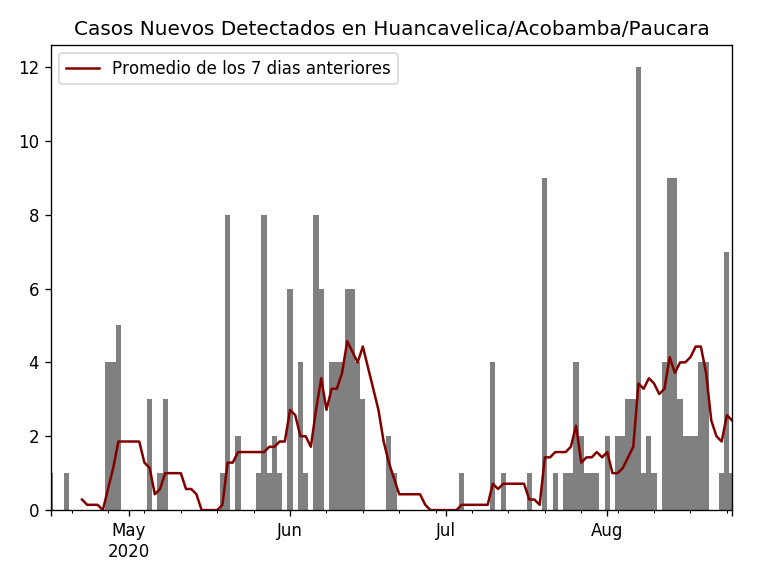 Casos Nuevos Detectados en Huancavelica/Acobamba/Paucara
Promedio de los 7 dias anteriores
12
10
8
6
4
2
0
May
2020
Jun
Jul
Aug